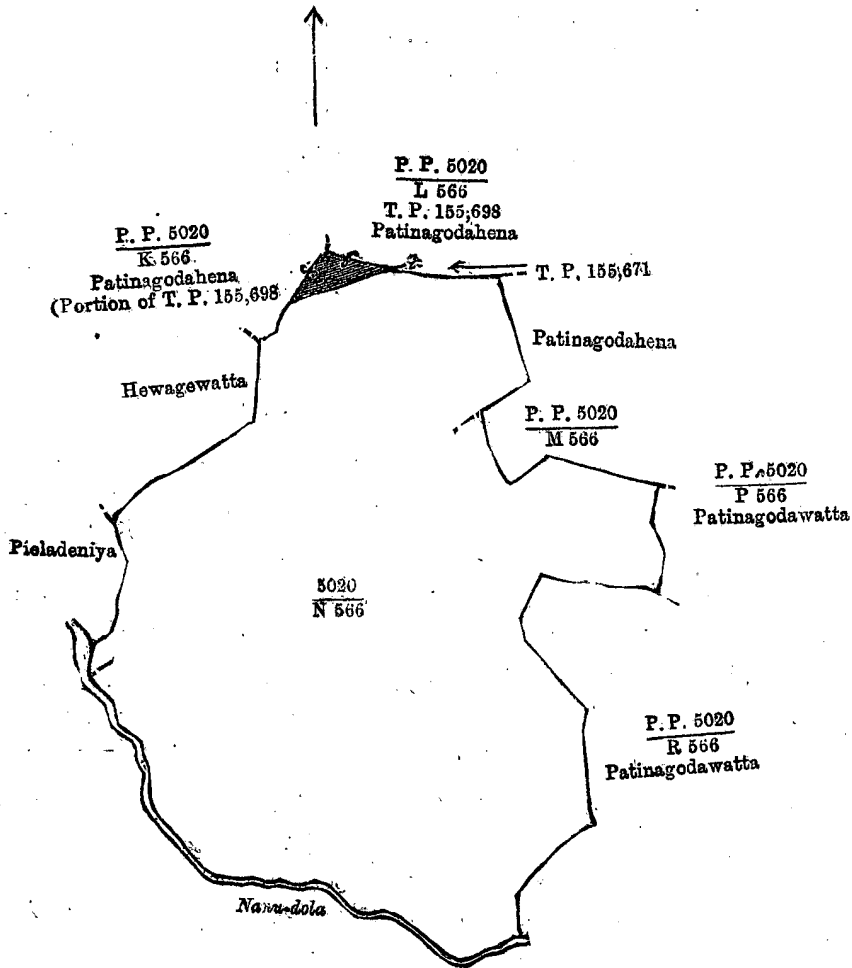 P. P. 5020
L 566
T. P. 155,698
Patinagodahena
P. P. 5020
K 566
Patinagodahena
(Portion of T. P. 155,698
T. P. 155,671
Patinagodahena
Hewagewatta
P. P. 5020
M 566
P. P. 5020
P 566
Patinagodawatta
Pieladeniya
5020
N 566
P. P. 5020
R 566
Patinagodawatta
Nanu-dola